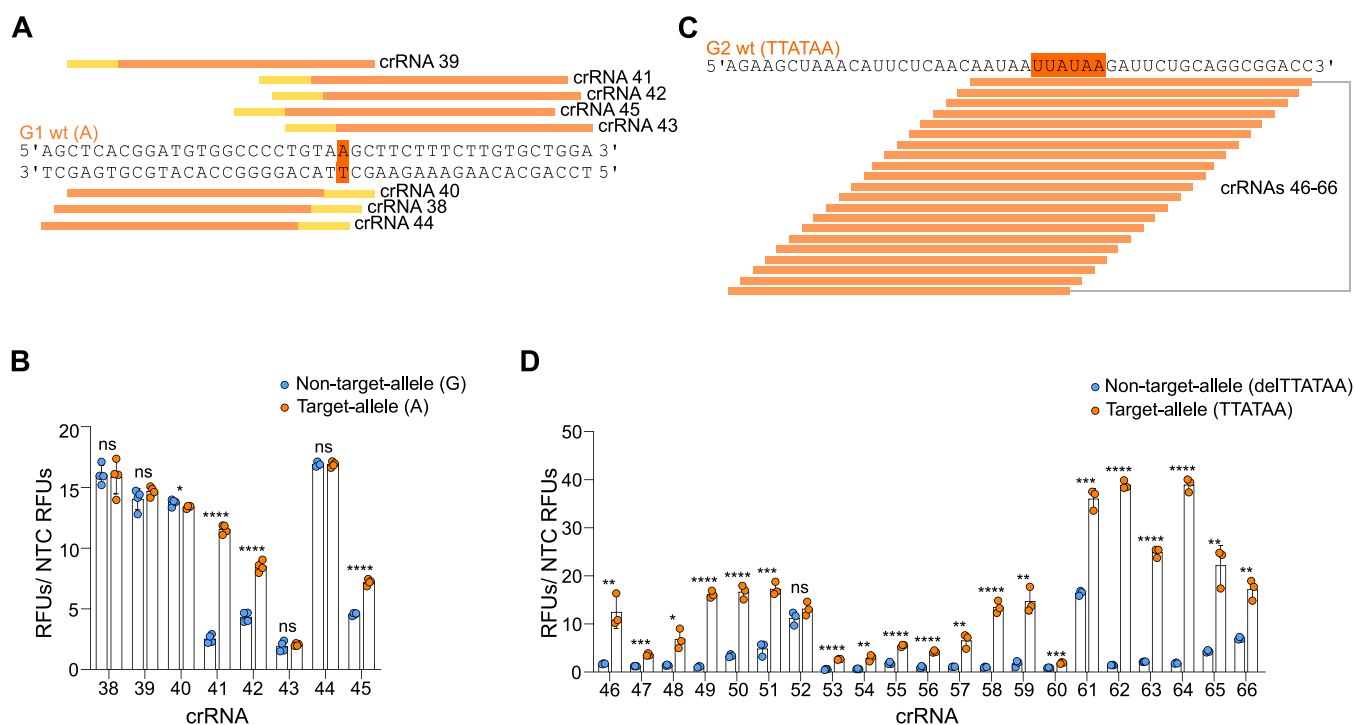 A
crRNA 39
crRNA 41
crRNA 42
crRNA 45
crRNA 43
G1 wt (A)
5'AGCTCACGGATGTGGCCCCTGTAAGCTTCTTTCTTGTGCTGGA 3'
3'TCGAGTGCGTACACCGGGGACATTCGAAGAAAGAACACGACCT 5'
crRNA 40
crRNA 38
crRNA 44
C
G2 wt (TTATAA)
5'AGAAGCUAAACAUUCUCAACAAUAAUUAUAAGAUUCUGCAGGCGGACC3'
crRNAs 46-66
B
Non-target-allele (G)
Target-allele (A)
RFUs/ NTC RFUs
20
15
10
5
0
ns
ns
*
****
****
ns
ns
****
38 39 40 41 42 43 44 45
crRNA
D
Non-target-allele (delTTATAA)
Target-allele (TTATAA)
RFUs/ NTC RFUs
50
40
30
20
10
0
**
***
*
****
****
***
ns
****
**
****
****
**
****
**
***
***
****
****
****
**
**
46 47 48 49 50 51 52 53 54 55 56 57 58 59 60 61 62 63 64 65 66
crRNA